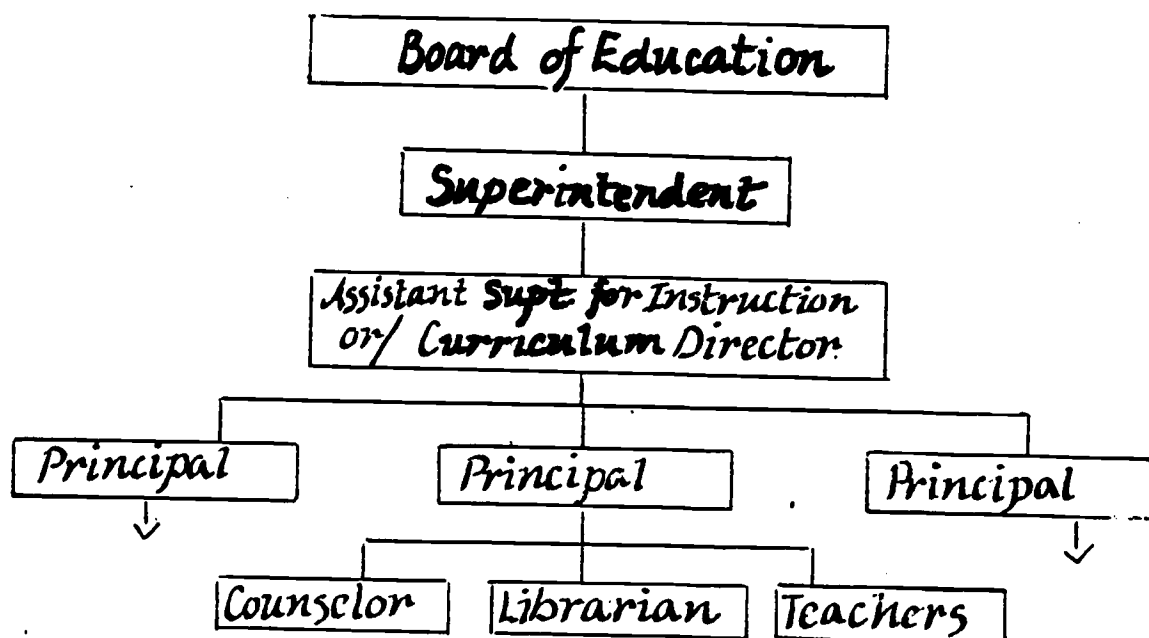 Board of Education
Superintendent
Assistant Supt for Instruction
or/ Curriculum Director.
Principal
Principal
Principal
Counselor
Librarian
Teachers